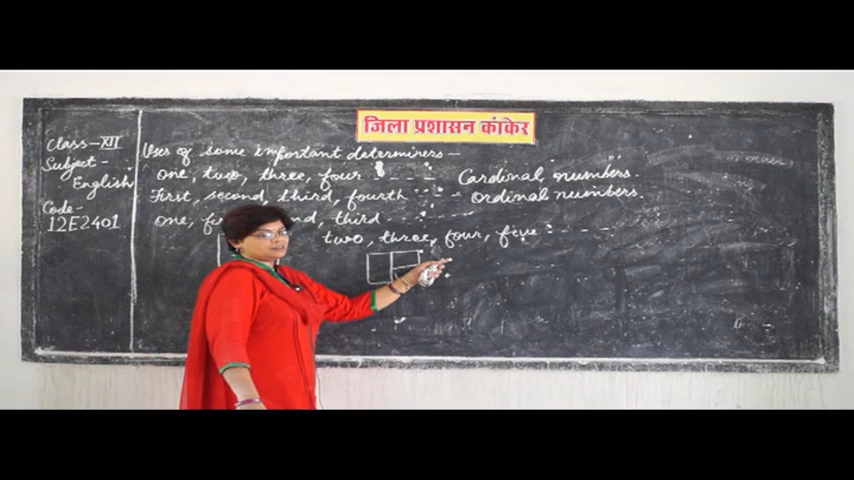 जिला प्रशासन कांकेर
Class-XII
Subject-
English
Code-
12E2401
Uses of some important determiners-
one, two, three, four - - - - Cardinal numbers.
First, second, third, fourth - - - - ordinal numbers.
one, third - - - - -
two, three, four, five - - - - -